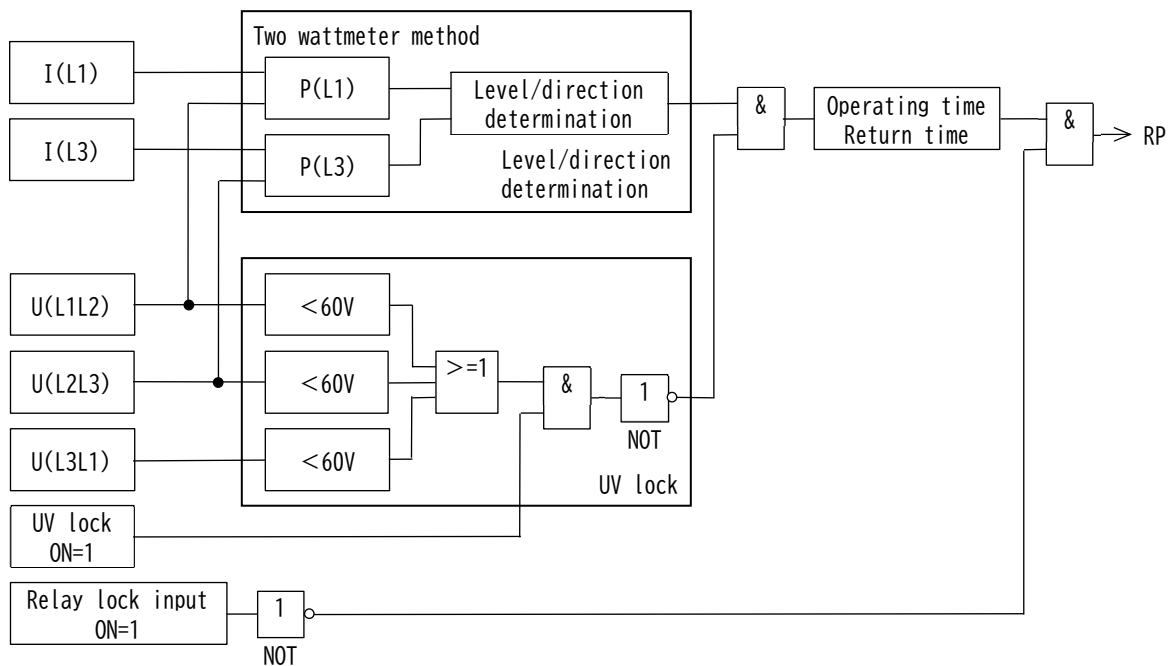 Two wattmeter method
I(L1)
P(L1)
Level/direction
determination
&
Operating time
Return time
&
RP
I(L3)
P(L3)
Level/direction
determination
U(L1L2)
<60V
U(L2L3)
<60V
>=1
&
1
NOT
U(L3L1)
<60V
UV lock
UV lock
ON=1
Relay lock input
ON=1
1
NOT